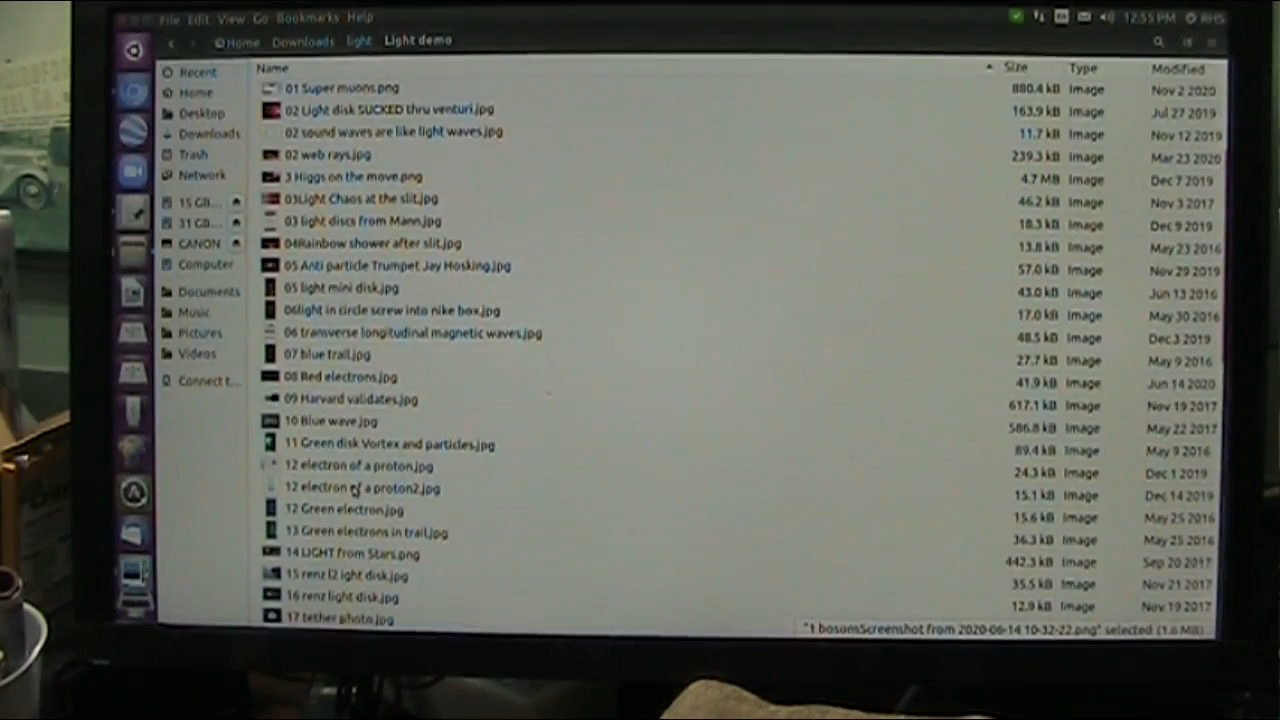 File Edit View Go Bookmarks Help 12:55 PM RHS
Home Downloads light Light demo
Name Size Type Modified
Recent
Home
Desktop
Downloads
Trash
Network
15 GB...
31 GB...
CANON
Computer
Documents
Music
Pictures
Videos
Connect t...
01 Super muons.png 880.4 kB Image Nov 2 2020
02 Light disk SUCKED thru venturi.jpg 163.9 kB Image Jul 27 2019
02 sound waves are like light waves.jpg 11.7 kB Image Nov 12 2019
02 web rays.jpg 239.3 kB Image Mar 23 2020
3 Higgs on the move.png 4.7 MB Image Dec 7 2019
03Light Chaos at the slit.jpg 46.2 kB Image Nov 3 2017
03 light discs from Mann.jpg 18.3 kB Image Dec 9 2019
04Rainbow shower after slit.jpg 13.8 kB Image May 23 2016
05 Anti particle Trumpet Jay Hosking.jpg 57.0 kB Image Nov 29 2019
05 light mini disk.jpg 43.0 kB Image Jun 13 2016
06light in circle screw into nike box.jpg 17.0 kB Image May 30 2016
06 transverse longitudinal magnetic waves.jpg 48.5 kB Image Dec 3 2019
07 blue trail.jpg 27.7 kB Image May 9 2016
08 Red electrons.jpg 41.9 kB Image Jun 14 2020
09 Harvard validates.jpg 617.1 kB Image Nov 19 2017
10 Blue wave.jpg 586.8 kB Image May 22 2017
11 Green disk Vortex and particles.jpg 89.4 kB Image May 9 2016
12 electron of a proton.jpg 24.3 kB Image Dec 1 2019
12 electron of a proton2.jpg 15.1 kB Image Dec 14 2019
12 Green electron.jpg 15.6 kB Image May 25 2016
13 Green electrons in trail.jpg 36.3 kB Image May 25 2016
14 LIGHT from Stars.png 442.3 kB Image Sep 20 2017
15 renz l2 ight disk.jpg 35.5 kB Image Nov 21 2017
16 renz light disk.jpg 12.9 kB Image Nov 19 2017
17 tether photo.jpg
"1 bosonsScreenshot from 2020-06-14 10-32-22.png" selected (1.8 MB)